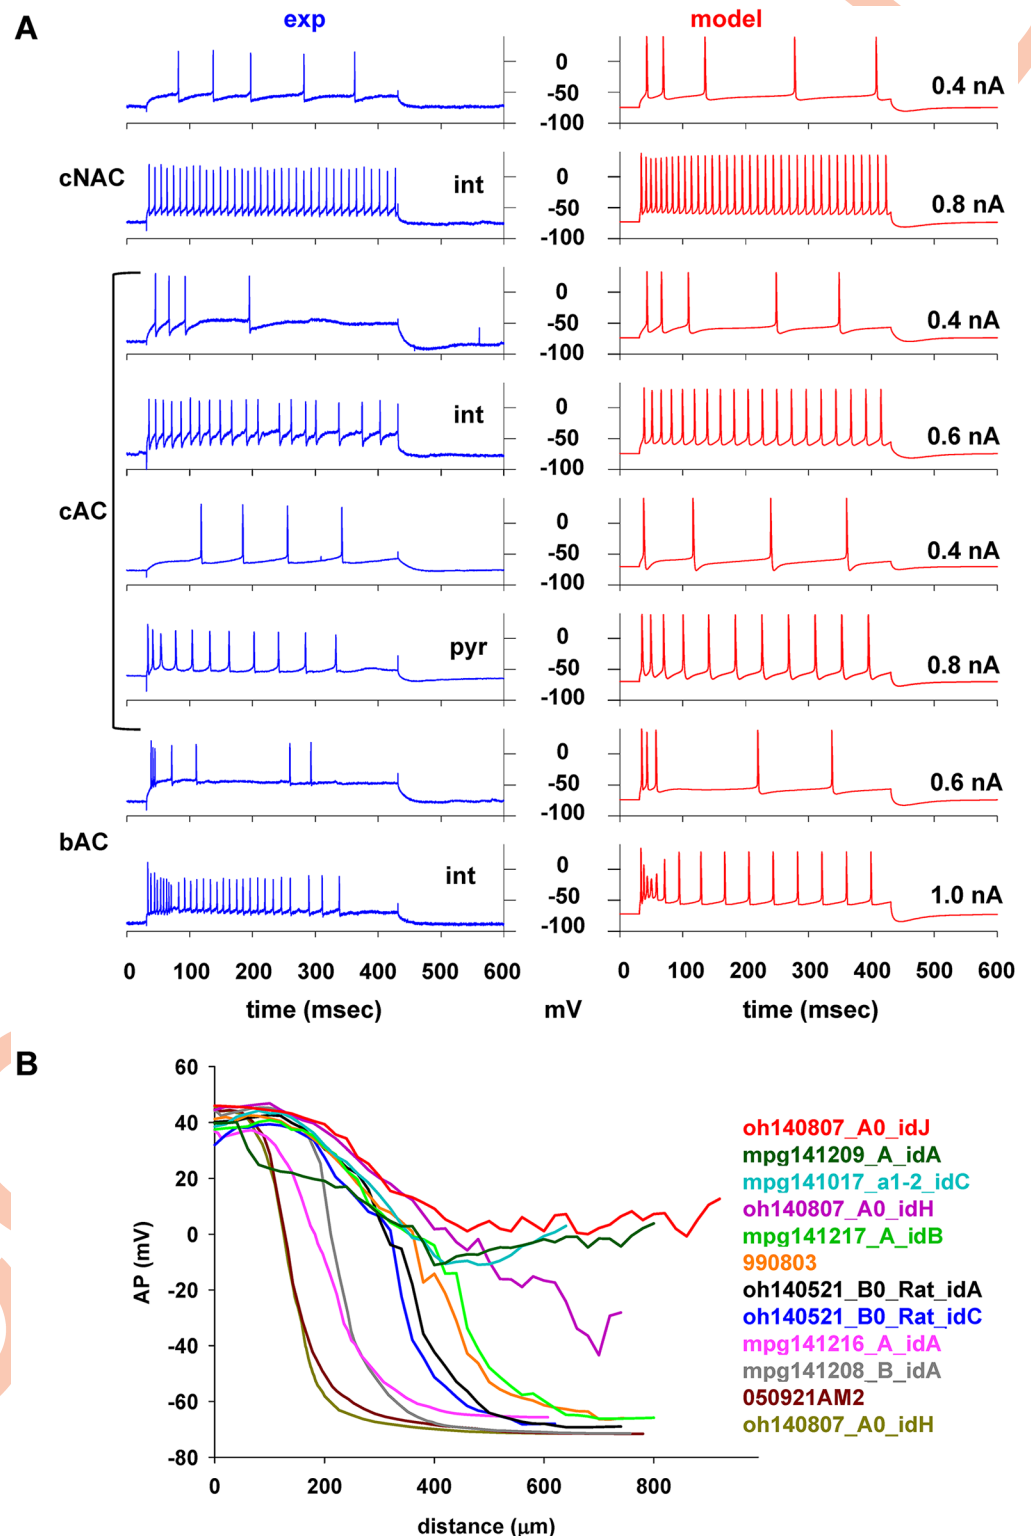 A
exp model
0
-50
-100
0.4 nA
cNAC
int
0
-50
-100
0.8 nA
0
-50
-100
0.4 nA
int
0
-50
-100
0.6 nA
cAC
0
-50
-100
0.4 nA
pyr
0
-50
-100
0.8 nA
0
-50
-100
0.6 nA
bAC
int
0
-50
-100
1.0 nA
0 100 200 300 400 500 600 0 100 200 300 400 500 600
time (msec) mV time (msec)
B
60
40
20
0
-20
-40
-60
-80
AP (mV)
oh140807_A0_idJ
mpg141209_A_idA
mpg141017_a1-2_idC
oh140807_A0_idH
mpg141217_A_idB
990803
oh140521_B0_Rat_idA
oh140521_B0_Rat_idC
mpg141216_A_idA
mpg141208_B_idA
050921AM2
oh140807_A0_idH
0 200 400 600 800
distance (μm)